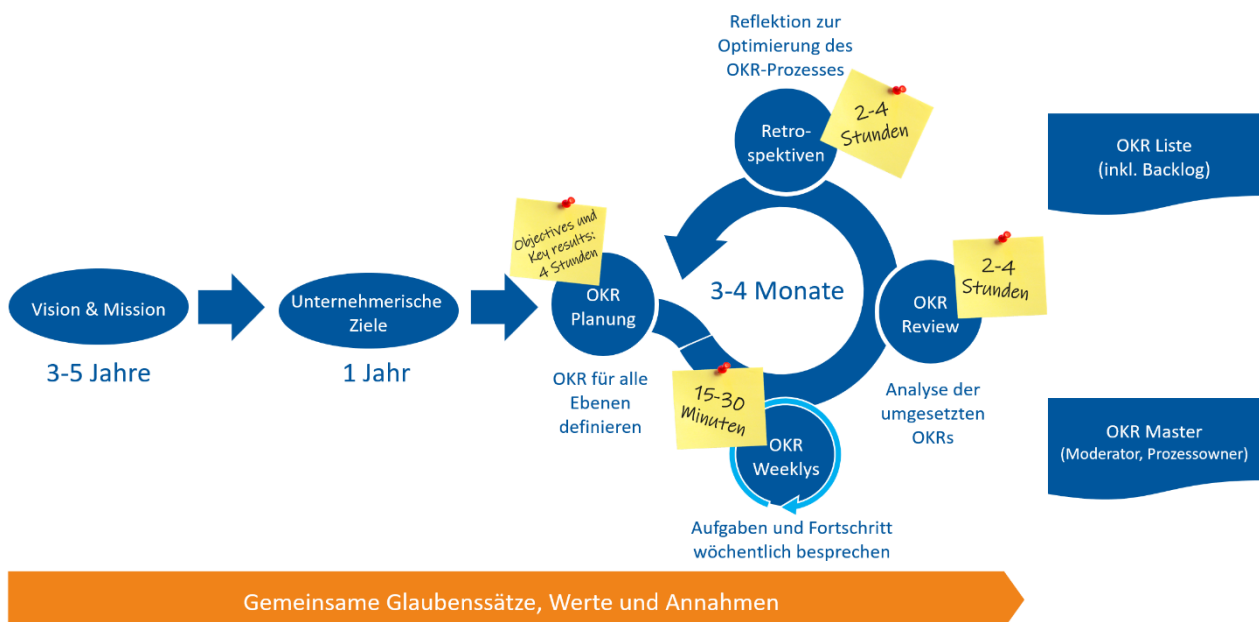 Vision & Mission
3-5 Jahre
Unternehmerische
Ziele
1 Jahr
Objectives und
Key results:
4 Stunden
OKR
Planung
OKR für alle
Ebenen
definieren
15-30
Minuten
OKR
Weeklys
Aufgaben und Fortschritt
wöchentlich besprechen
3-4 Monate
2-4
Stunden
OKR
Review
Analyse der
umgesetzten
OKRs
Reflektion zur
Optimierung des
OKR-Prozesses
Retro-
spektiven
2-4
Stunden
OKR Liste
(inkl. Backlog)
OKR Master
(Moderator, Prozessowner)
Gemeinsame Glaubenssätze, Werte und Annahmen